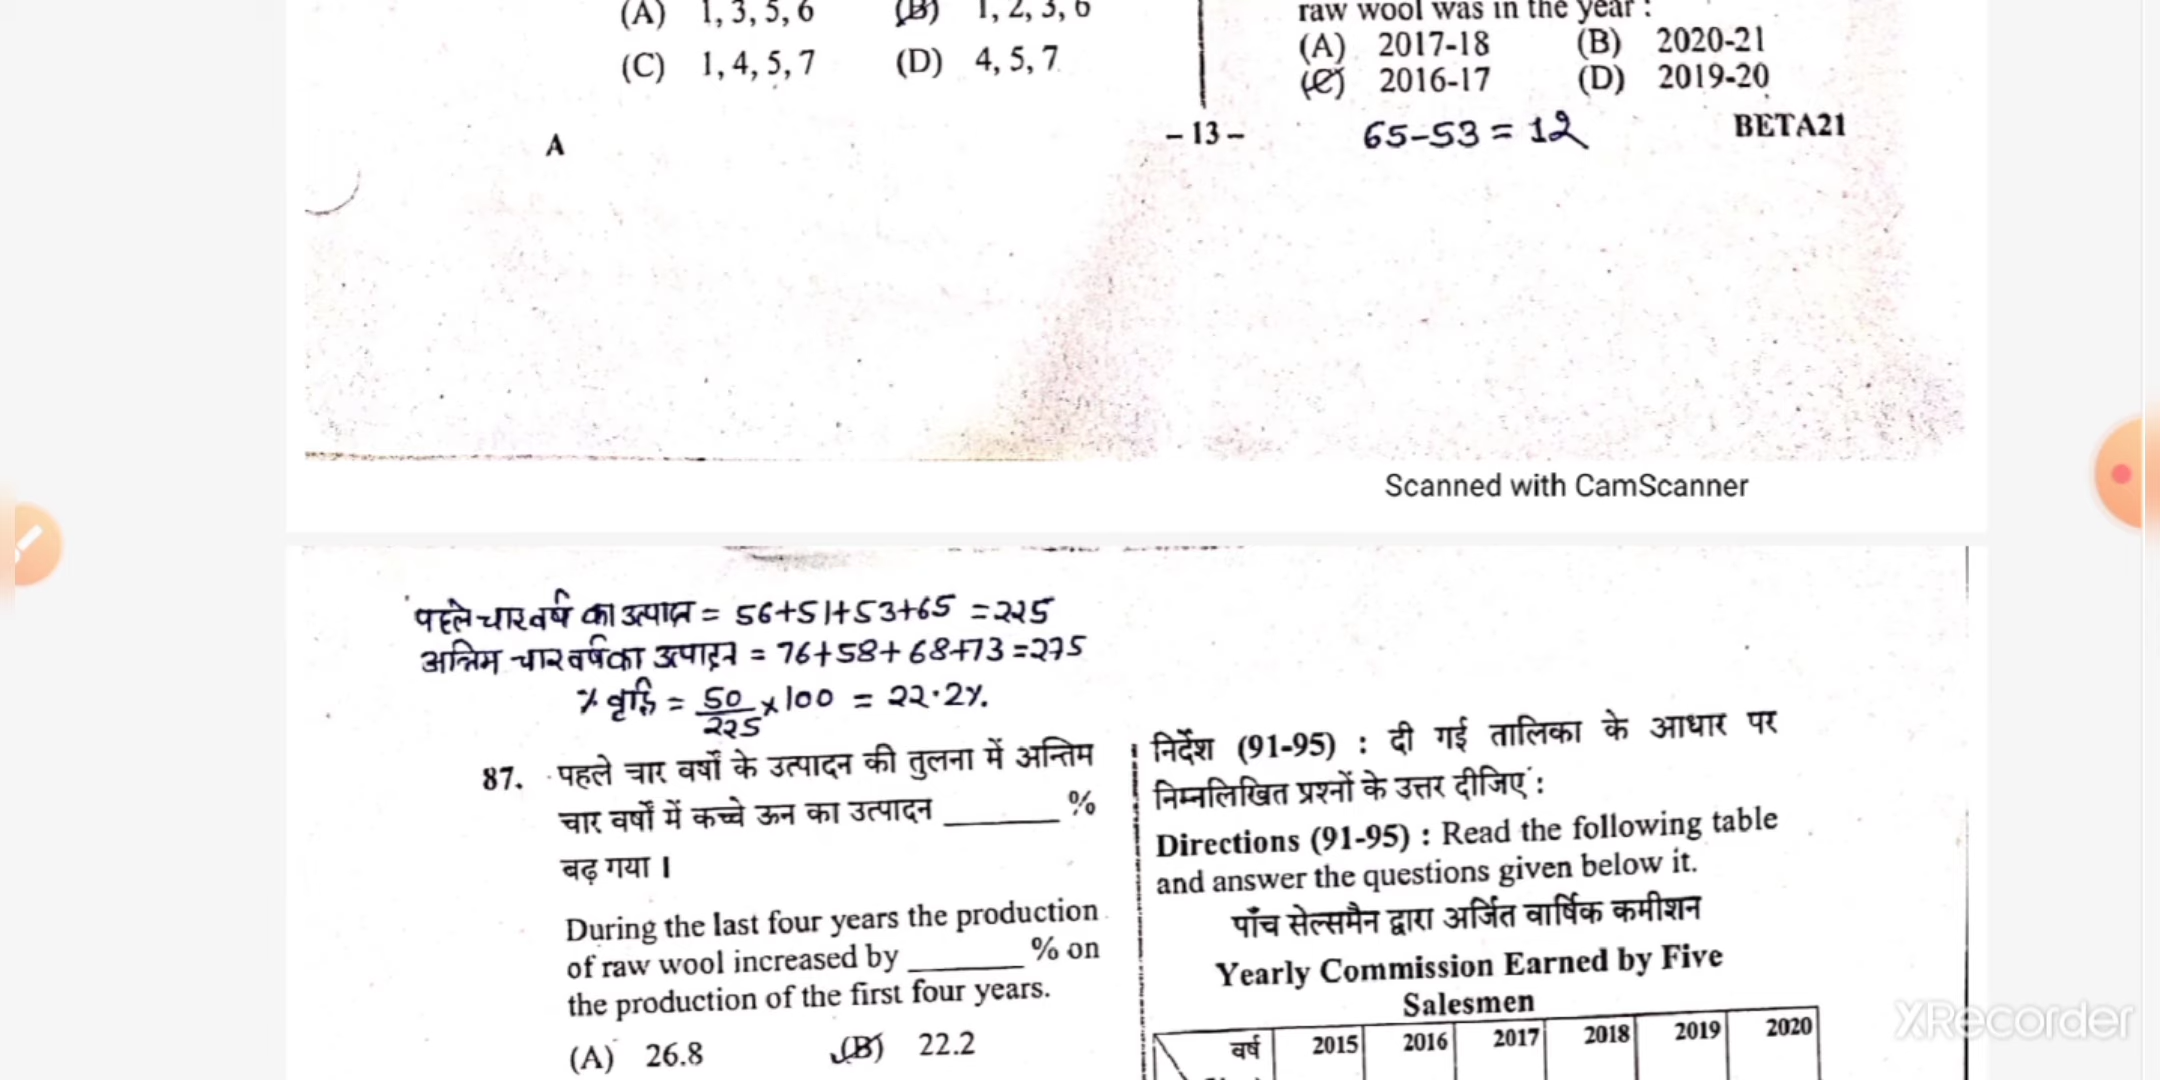 (A) 1, 3, 5, 6 (B) 1, 2, 3, 6
(C) 1, 4, 5, 7 (D) 4, 5, 7
raw wool was in the year :
(A) 2017-18 (B) 2020-21
(C) 2016-17 (D) 2019-20
A
– 13 –
65-53 = 12
BETA21
Scanned with CamScanner
पहले चार वर्ष का उत्पादन = 56+51+53+65 = 225
अन्तिम चार वर्ष का उत्पादन = 76+58+68+73 = 275
% वृद्धि = 50/225 × 100 = 22.2%.
87. पहले चार वर्षों के उत्पादन की तुलना में अन्तिम
चार वर्षों में कच्चे ऊन का उत्पादन ______ %
बढ़ गया ।
During the last four years the production
of raw wool increased by ______ % on
the production of the first four years.
(A) 26.8 (B) 22.2
निर्देश (91-95) : दी गई तालिका के आधार पर
निम्नलिखित प्रश्नों के उत्तर दीजिए :
Directions (91-95) : Read the following table
and answer the questions given below it.
पाँच सेल्समैन द्वारा अर्जित वार्षिक कमीशन
Yearly Commission Earned by Five
Salesmen
वर्ष 2015 2016 2017 2018 2019 2020
XRecorder